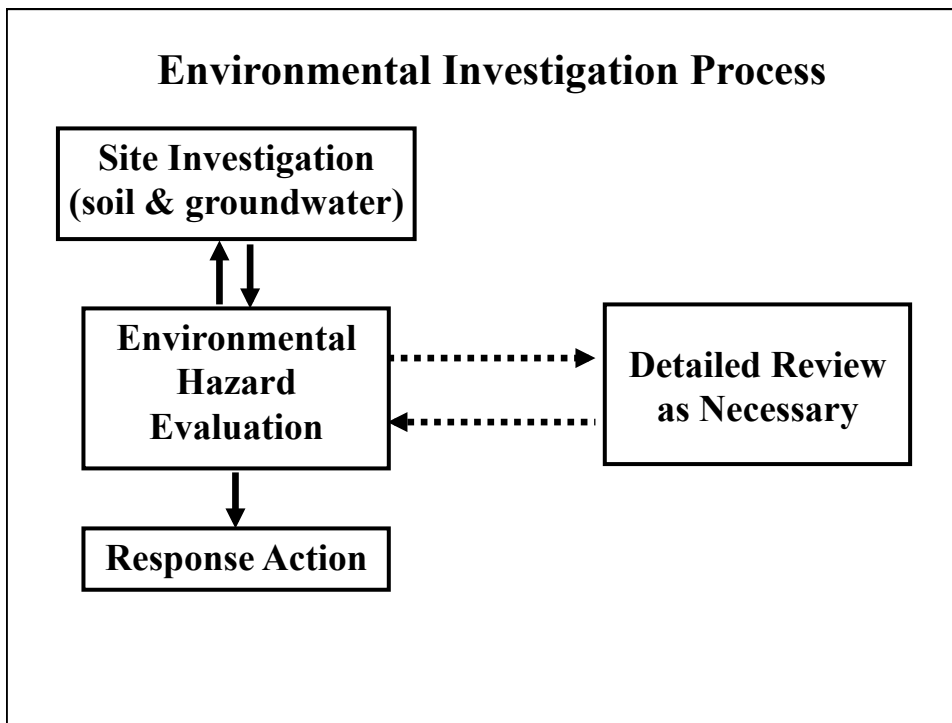 Environmental Investigation Process
Site Investigation
(soil & groundwater)
Environmental
Hazard
Evaluation
Detailed Review
as Necessary
Response Action